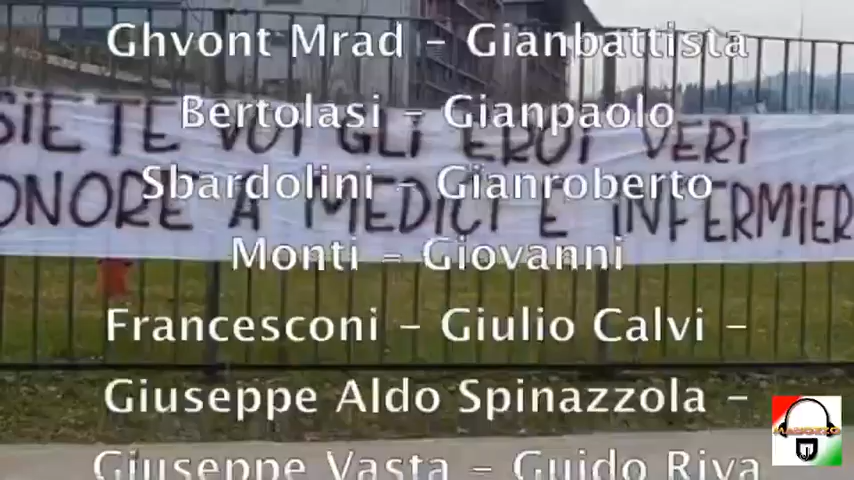 Ghvont Mrad - Gianbattista
Bertolasi - Gianpaolo
Sbardolini - Gianroberto
Monti - Giovanni
Francesconi - Giulio Calvi -
Giuseppe Aldo Spinazzola -
Giuseppe Vasta - Guido Riva
SIETE VOI GLI EROI VERI
ONORE A MEDICI E INFERMIER